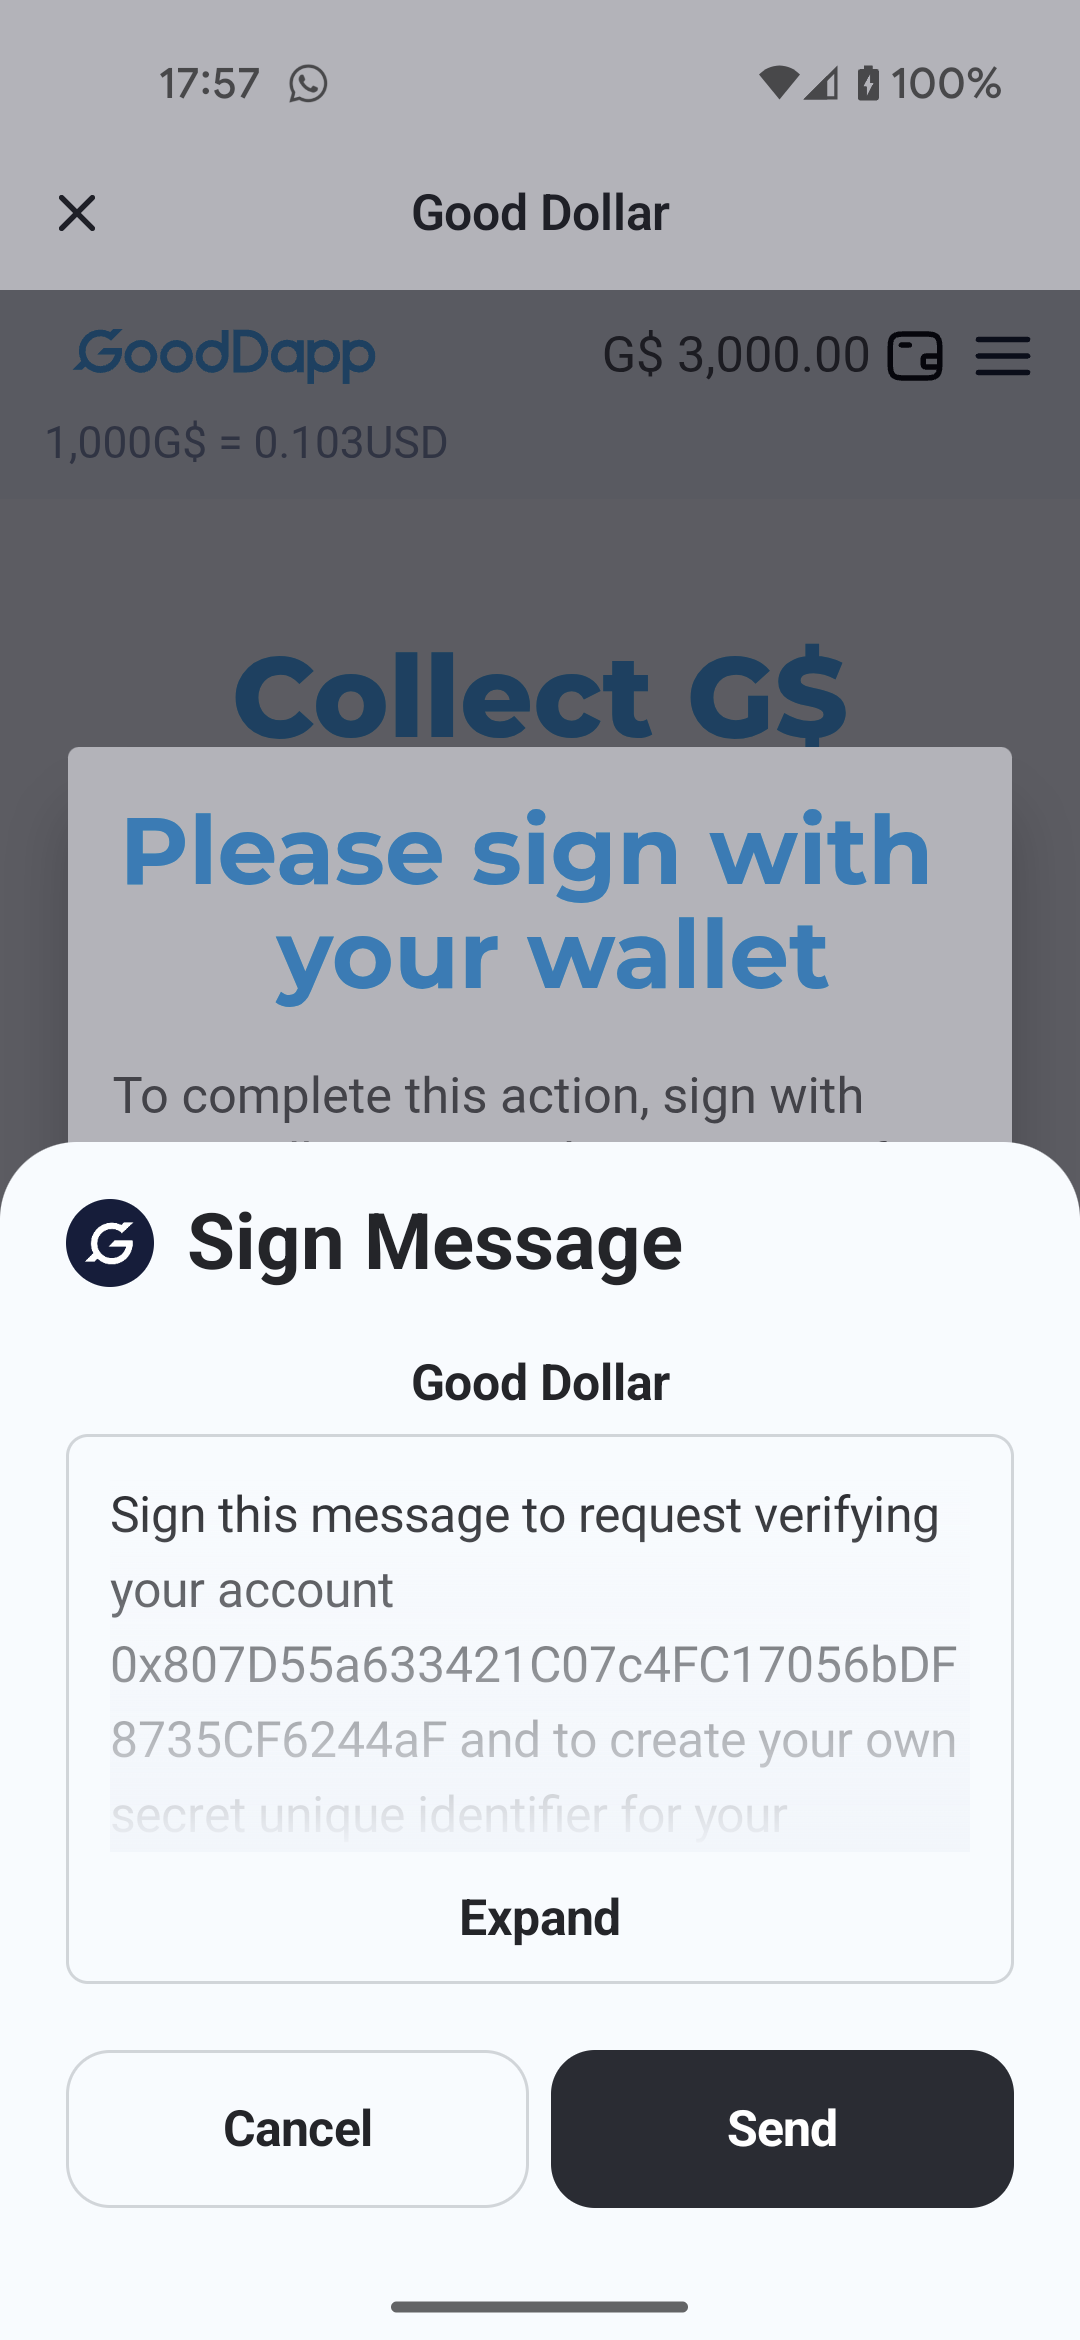 17:57
100%
Good Dollar
GoodDapp
G$ 3,000.00
1,000G$ = 0.103USD
Collect G$
Please sign with
your wallet
To complete this action, sign with
Sign Message
Good Dollar
Sign this message to request verifying
your account
0x807D55a633421C07c4FC17056bDF
8735CF6244aF and to create your own
secret unique identifier for your
Expand
Cancel
Send